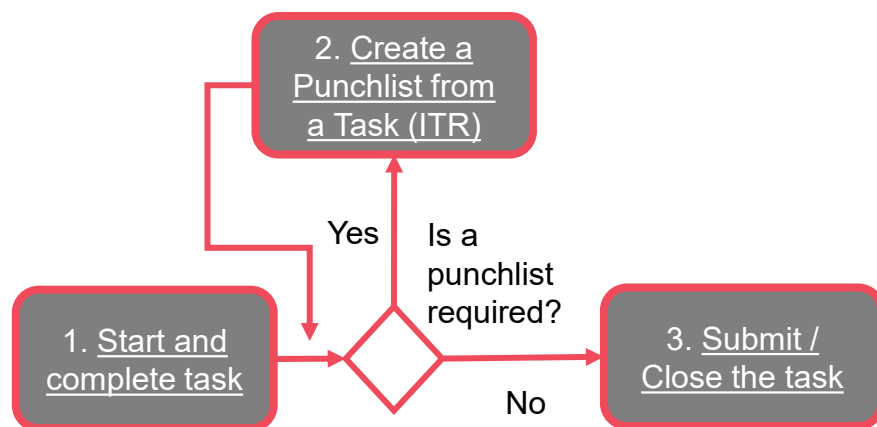 2. Create a
Punchlist from
a Task (ITR)
Yes
Is a
punchlist
required?
1. Start and
complete task
3. Submit /
Close the task
No